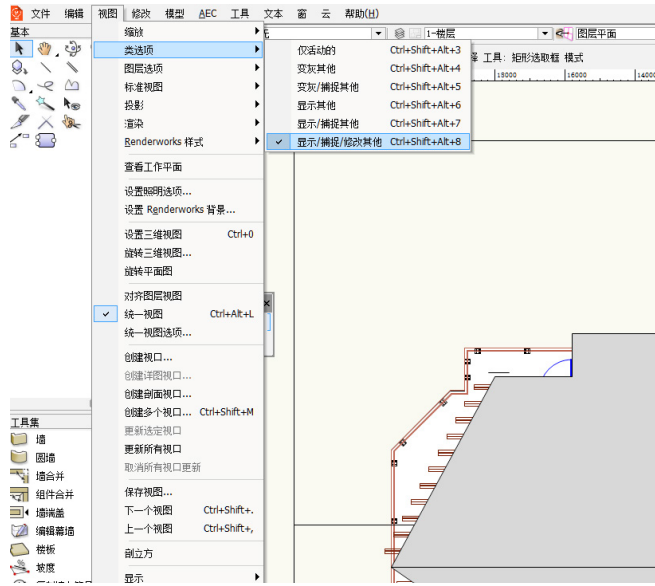 文件 编辑 视图 修改 模型 AEC 工具 文本 窗 云 帮助(H)
基本
1-楼层
图层平面
工具: 矩形选取框 模式
缩放
类选项
图层选项
标准视图
投影
渲染
Renderworks 样式
查看工作平面
设置照明选项...
设置 Renderworks 背景...
设置三维视图 Ctrl+0
旋转三维视图...
旋转平面图
对齐图层视图
统一视图 Ctrl+Alt+L
统一视图选项...
创建视口...
创建详图视口...
创建剖面视口...
创建多个视口... Ctrl+Shift+M
更新选定视口
更新所有视口
取消所有视口更新
保存视图...
下一个视图 Ctrl+Shift+.
上一个视图 Ctrl+Shift+,
剖立方
显示
仅活动的 Ctrl+Shift+Alt+3
变灰其他 Ctrl+Shift+Alt+4
变灰/捕捉其他 Ctrl+Shift+Alt+5
显示其他 Ctrl+Shift+Alt+6
显示/捕捉其他 Ctrl+Shift+Alt+7
显示/捕捉/修改其他 Ctrl+Shift+Alt+8
16000
14000
工具集
墙
圆墙
墙合并
组件合并
墙端盖
编辑幕墙
楼板
坡度